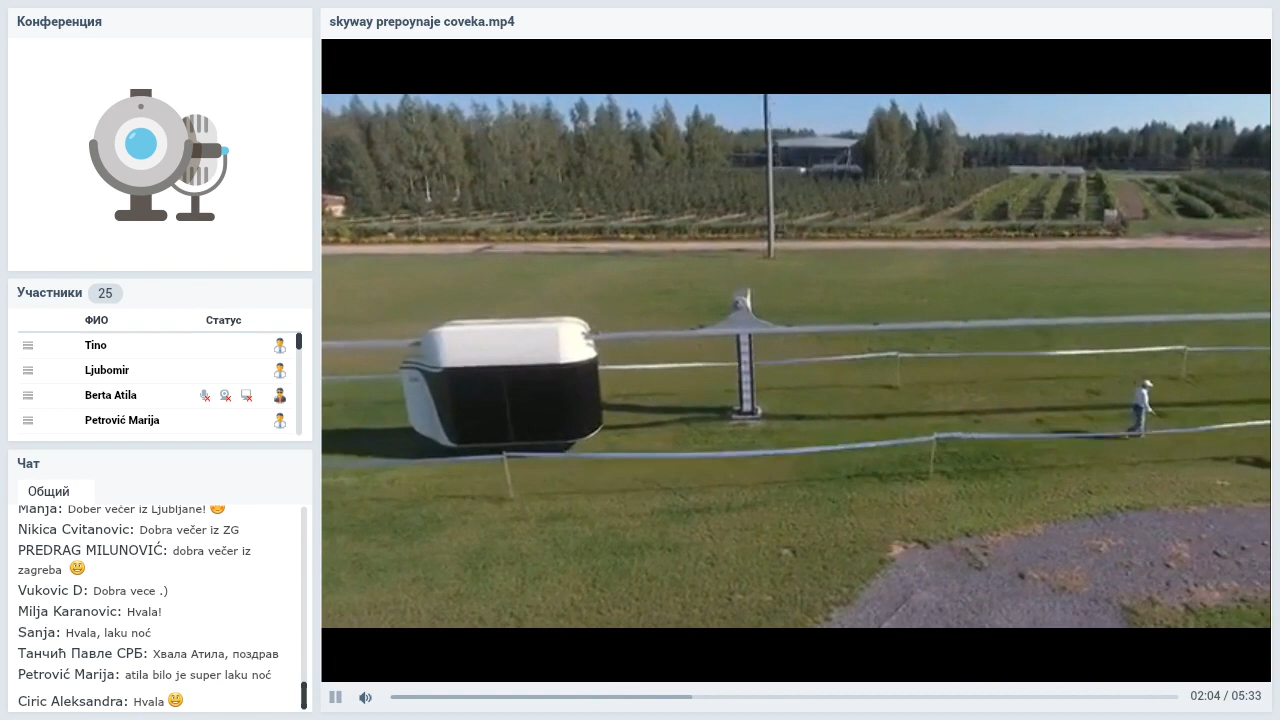 Конференция
skyway prepoynaje coveka.mp4
Участники 25
ФИО Статус
Tino
Ljubomir
Berta Atila
Petrović Marija
Чат
Общий
Manja: Dober večer iz Ljubljane!
Nikica Cvitanovic: Dobra večer iz ZG
PREDRAG MILUNOVIĆ: dobra večer iz
zagreba
Vukovic D: Dobra vece .)
Milja Karanovic: Hvala!
Sanja: Hvala, laku noć
Танчић Павле СРБ: Хвала Атила, поздрав
Petrović Marija: atila bilo je super laku noć
Ciric Aleksandra: Hvala
02:04 / 05:33